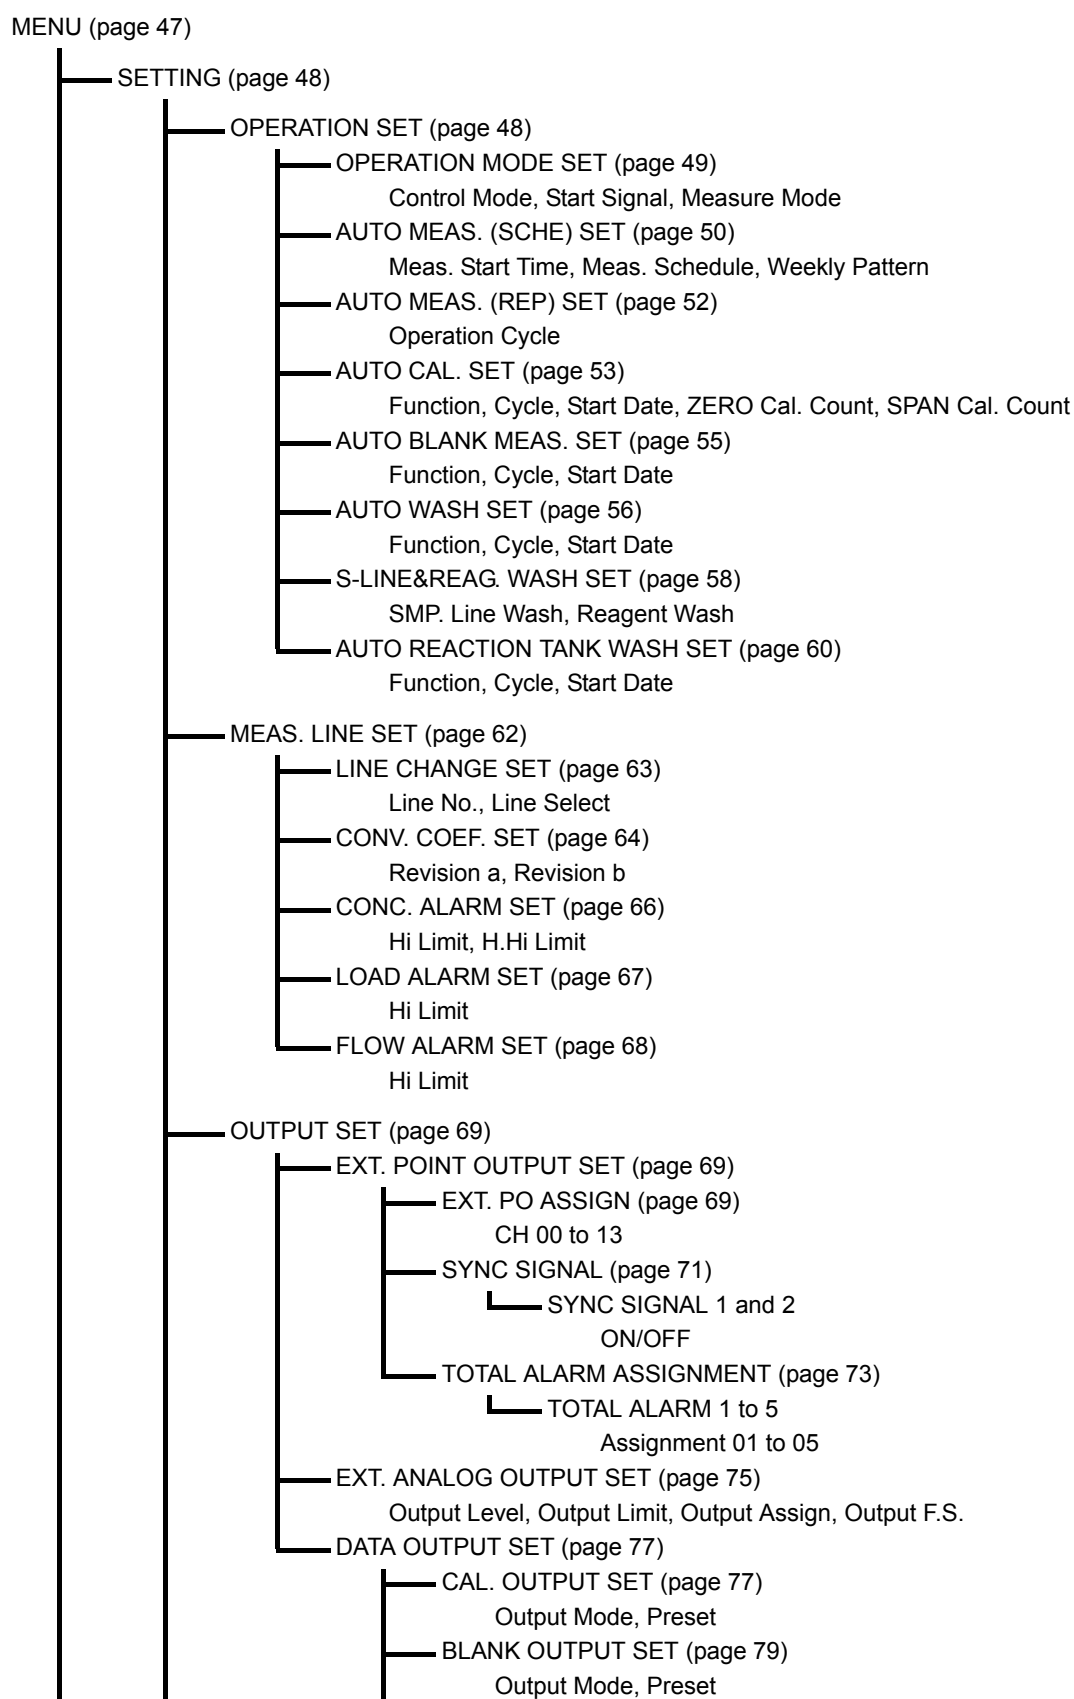 MENU (page 47)
SETTING (page 48)
OPERATION SET (page 48)
OPERATION MODE SET (page 49)
Control Mode, Start Signal, Measure Mode
AUTO MEAS. (SCHE) SET (page 50)
Meas. Start Time, Meas. Schedule, Weekly Pattern
AUTO MEAS. (REP) SET (page 52)
Operation Cycle
AUTO CAL. SET (page 53)
Function, Cycle, Start Date, ZERO Cal. Count, SPAN Cal. Count
AUTO BLANK MEAS. SET (page 55)
Function, Cycle, Start Date
AUTO WASH SET (page 56)
Function, Cycle, Start Date
S-LINE&REAG. WASH SET (page 58)
SMP. Line Wash, Reagent Wash
AUTO REACTION TANK WASH SET (page 60)
Function, Cycle, Start Date
MEAS. LINE SET (page 62)
LINE CHANGE SET (page 63)
Line No., Line Select
CONV. COEF. SET (page 64)
Revision a, Revision b
CONC. ALARM SET (page 66)
Hi Limit, H.Hi Limit
LOAD ALARM SET (page 67)
Hi Limit
FLOW ALARM SET (page 68)
Hi Limit
OUTPUT SET (page 69)
EXT. POINT OUTPUT SET (page 69)
EXT. PO ASSIGN (page 69)
CH 00 to 13
SYNC SIGNAL (page 71)
SYNC SIGNAL 1 and 2
ON/OFF
TOTAL ALARM ASSIGNMENT (page 73)
TOTAL ALARM 1 to 5
Assignment 01 to 05
EXT. ANALOG OUTPUT SET (page 75)
Output Level, Output Limit, Output Assign, Output F.S.
DATA OUTPUT SET (page 77)
CAL. OUTPUT SET (page 77)
Output Mode, Preset
BLANK OUTPUT SET (page 79)
Output Mode, Preset